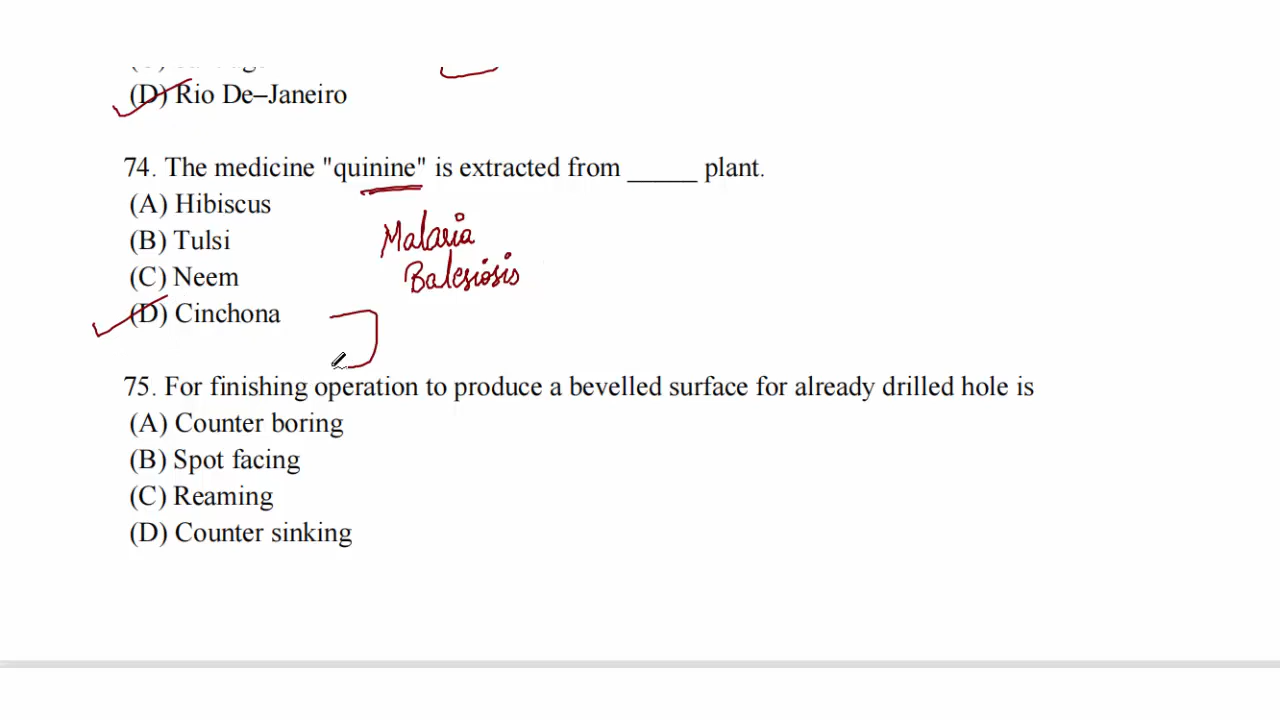 (D) Rio De–Janeiro
74. The medicine "quinine" is extracted from _____ plant.
(A) Hibiscus
(B) Tulsi
Malaria
(C) Neem
Balesiosis
(D) Cinchona
75. For finishing operation to produce a bevelled surface for already drilled hole is
(A) Counter boring
(B) Spot facing
(C) Reaming
(D) Counter sinking